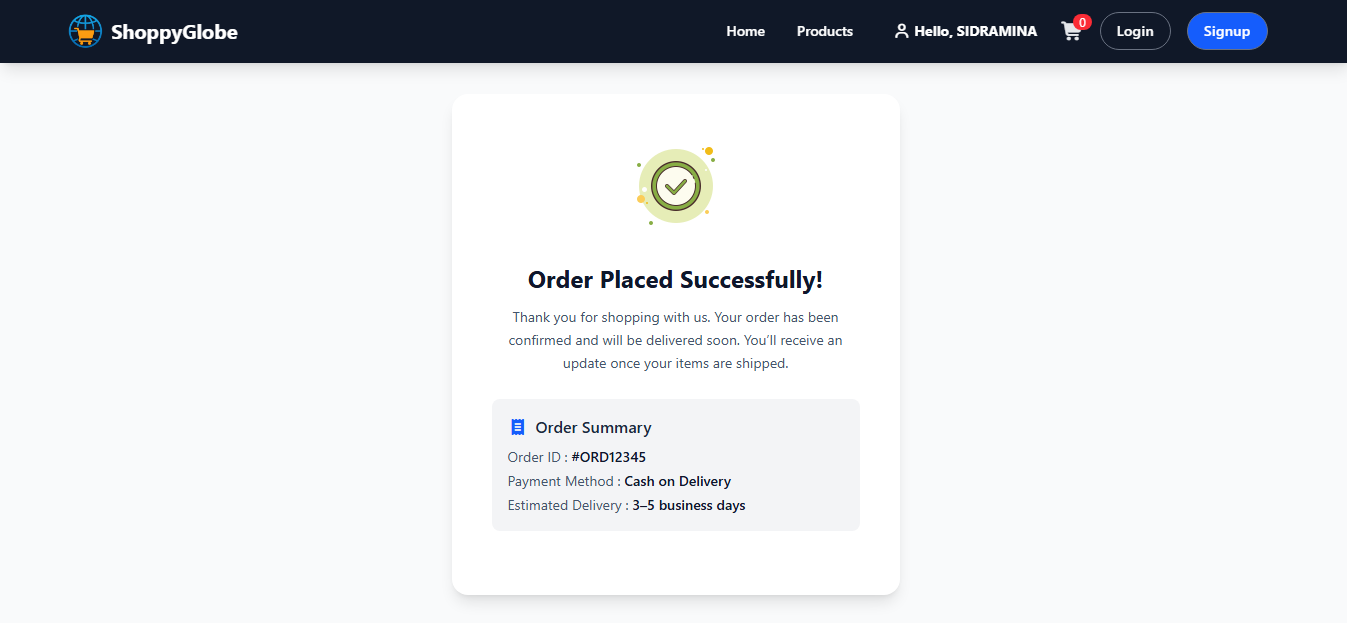 ShoppyGlobe
Home Products Hello, SIDRAMINA 0 Login Signup
Order Placed Successfully!
Thank you for shopping with us. Your order has been
confirmed and will be delivered soon. You’ll receive an
update once your items are shipped.
Order Summary
Order ID : #ORD12345
Payment Method : Cash on Delivery
Estimated Delivery : 3–5 business days